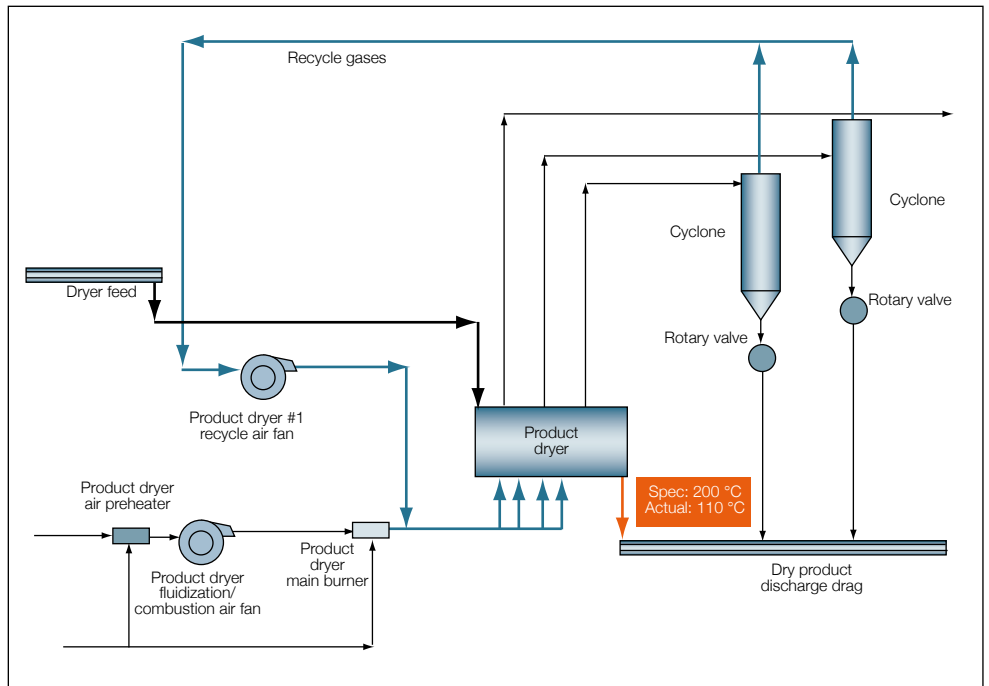 Recycle gases
Cyclone
Cyclone
Dryer feed
Rotary valve
Rotary valve
Product dryer #1
recycle air fan
Product
dryer
Product dryer
air preheater
Spec: 200 °C
Actual: 110 °C
Product
dryer
main burner
Product dryer
fluidization/
combustion air fan
Dry product
discharge drag